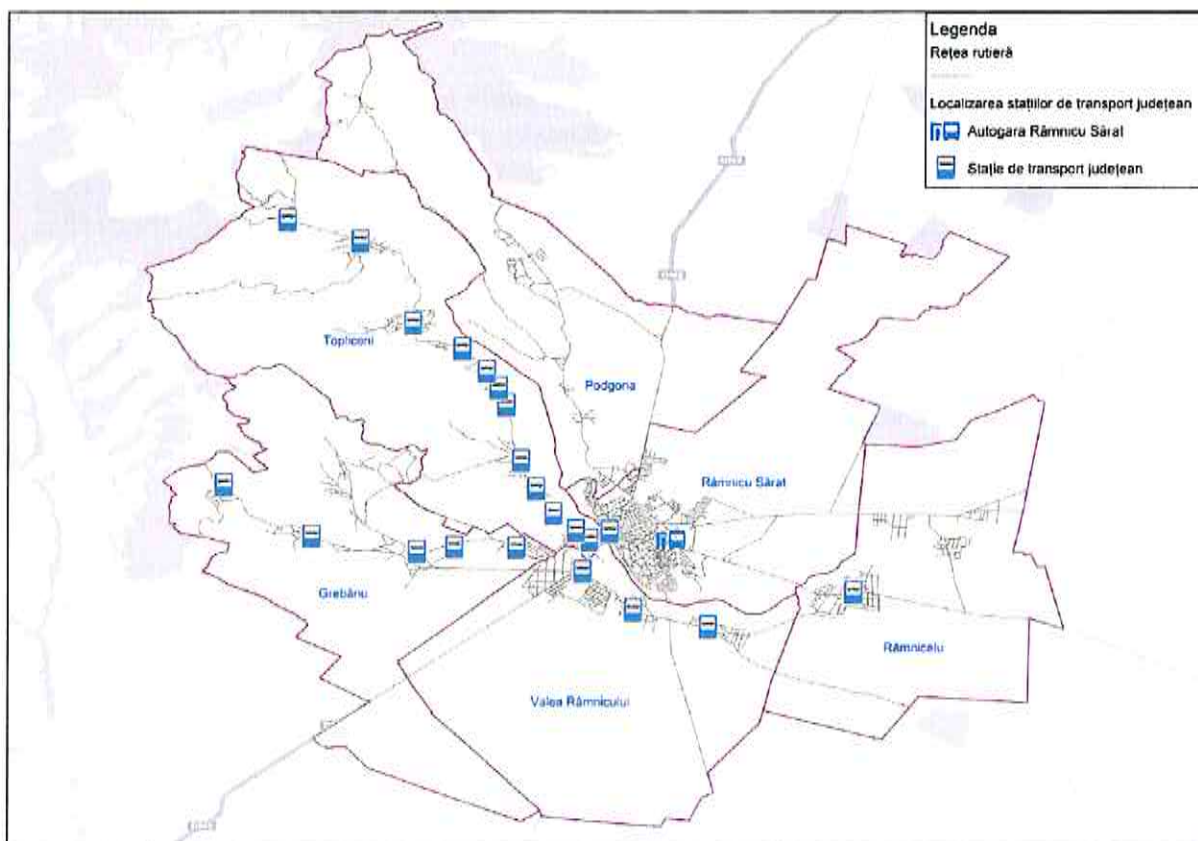 Legenda
Rețea rutieră
Localizarea stațiilor de transport județean
Autogara Râmnicu Sărat
Stație de transport județean
Topliceni
Podgoria
Râmnicu Sărat
Grebănu
Râmnicelu
Valea Râmnicului